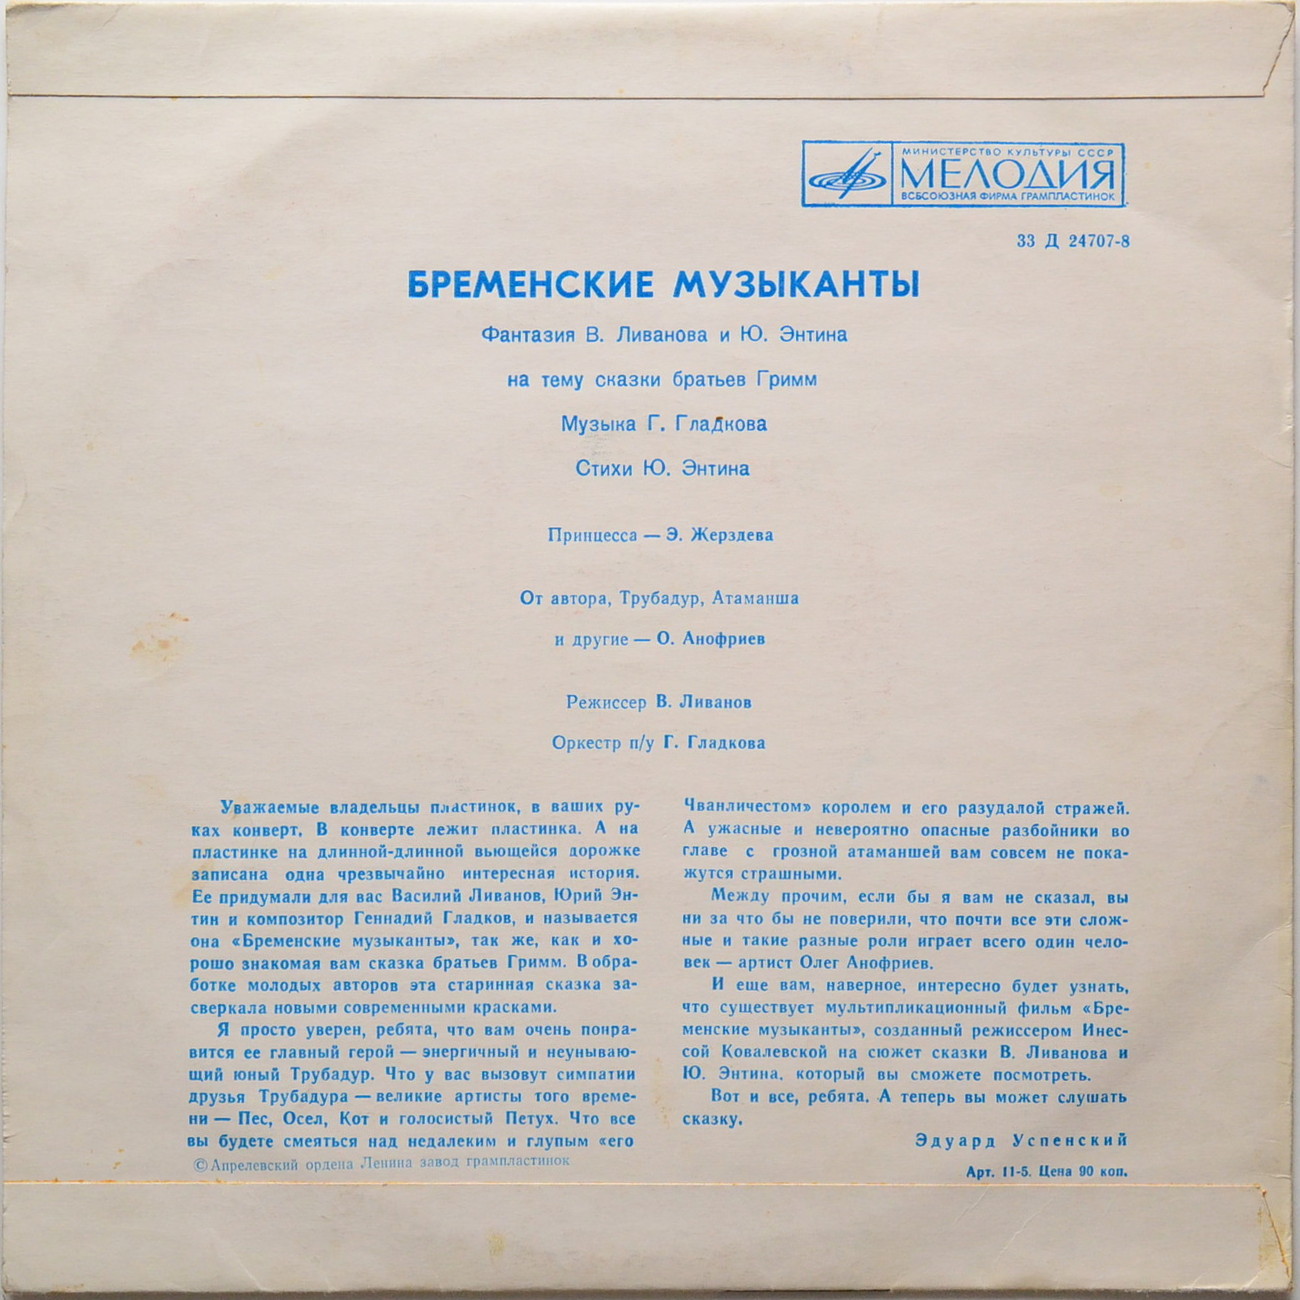 МИНИСТЕРСТВО КУЛЬТУРЫ СССР
МЕЛОДИЯ
ВСЕСОЮЗНАЯ ФИРМА ГРАМПЛАСТИНОК
33 Д 24707-8
БРЕМЕНСКИЕ МУЗЫКАНТЫ
Фантазия В. Ливанова и Ю. Энтина
на тему сказки братьев Гримм
Музыка Г. Гладкова
Стихи Ю. Энтина
Принцесса — Э. Жерздева
От автора, Трубадур, Атаманша
и другие — О. Анофриев
Режиссер В. Ливанов
Оркестр п/у Г. Гладкова
Уважаемые владельцы пластинок, в ваших ру-
ках конверт. В конверте лежит пластинка. А на
пластинке на длинной-длинной вьющейся дорожке
записана одна чрезвычайно интересная история.
Ее придумали для вас Василий Ливанов, Юрий Эн-
тин и композитор Геннадий Гладков, и называется
она «Бременские музыканты», так же, как и хо-
рошо знакомая вам сказка братьев Гримм. В обра-
ботке молодых авторов эта старинная сказка за-
сверкала новыми современными красками.
Я просто уверен, ребята, что вам очень понра-
вится ее главный герой — энергичный и неунываю-
щий юный Трубадур. Что у вас вызовут симпатии
друзья Трубадура — великие артисты того време-
ни — Пес, Осел, Кот и голосистый Петух. Что все
вы будете смеяться над недалеким и глупым «его
Чванличестом» королем и его разудалой стражей.
А ужасные и невероятно опасные разбойники во
главе с грозной атаманшей вам совсем не пока-
жутся страшными.
Между прочим, если бы я вам не сказал, вы
ни за что бы не поверили, что почти все эти слож-
ные и такие разные роли играет всего один чело-
век — артист Олег Анофриев.
И еше вам, наверное, интересно будет узнать,
что существует мультипликационный фильм «Бре-
менские музыканты», созданный режиссером Инес-
сой Ковалевской на сюжет сказки В. Ливанова и
Ю. Энтина, который вы сможете посмотреть.
Вот и все, ребята. А теперь вы может слушать
сказку.
Эдуард Успенский
© Апрелевский ордена Ленина завод грампластинок
Арт. 11-5. Цена 90 коп.